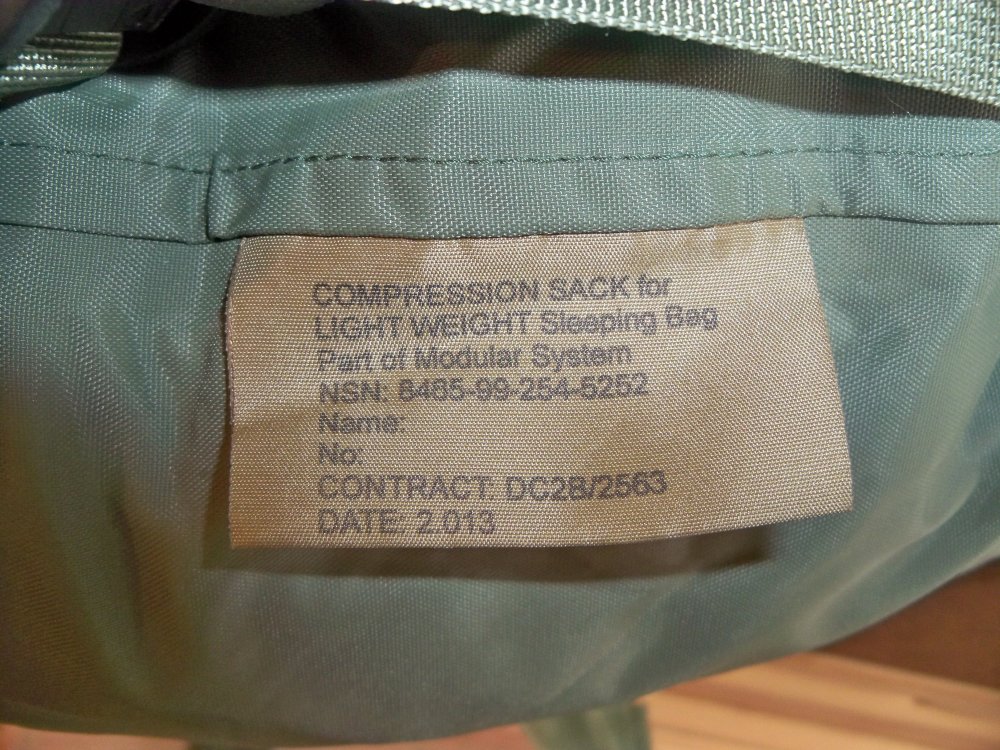 COMPRESSION SACK for
LIGHT WEIGHT Sleeping Bag
Part of Modular System
NSN: 8465-99-254-5252
Name:
No:
CONTRACT: DC2B/2563
DATE: 2.013